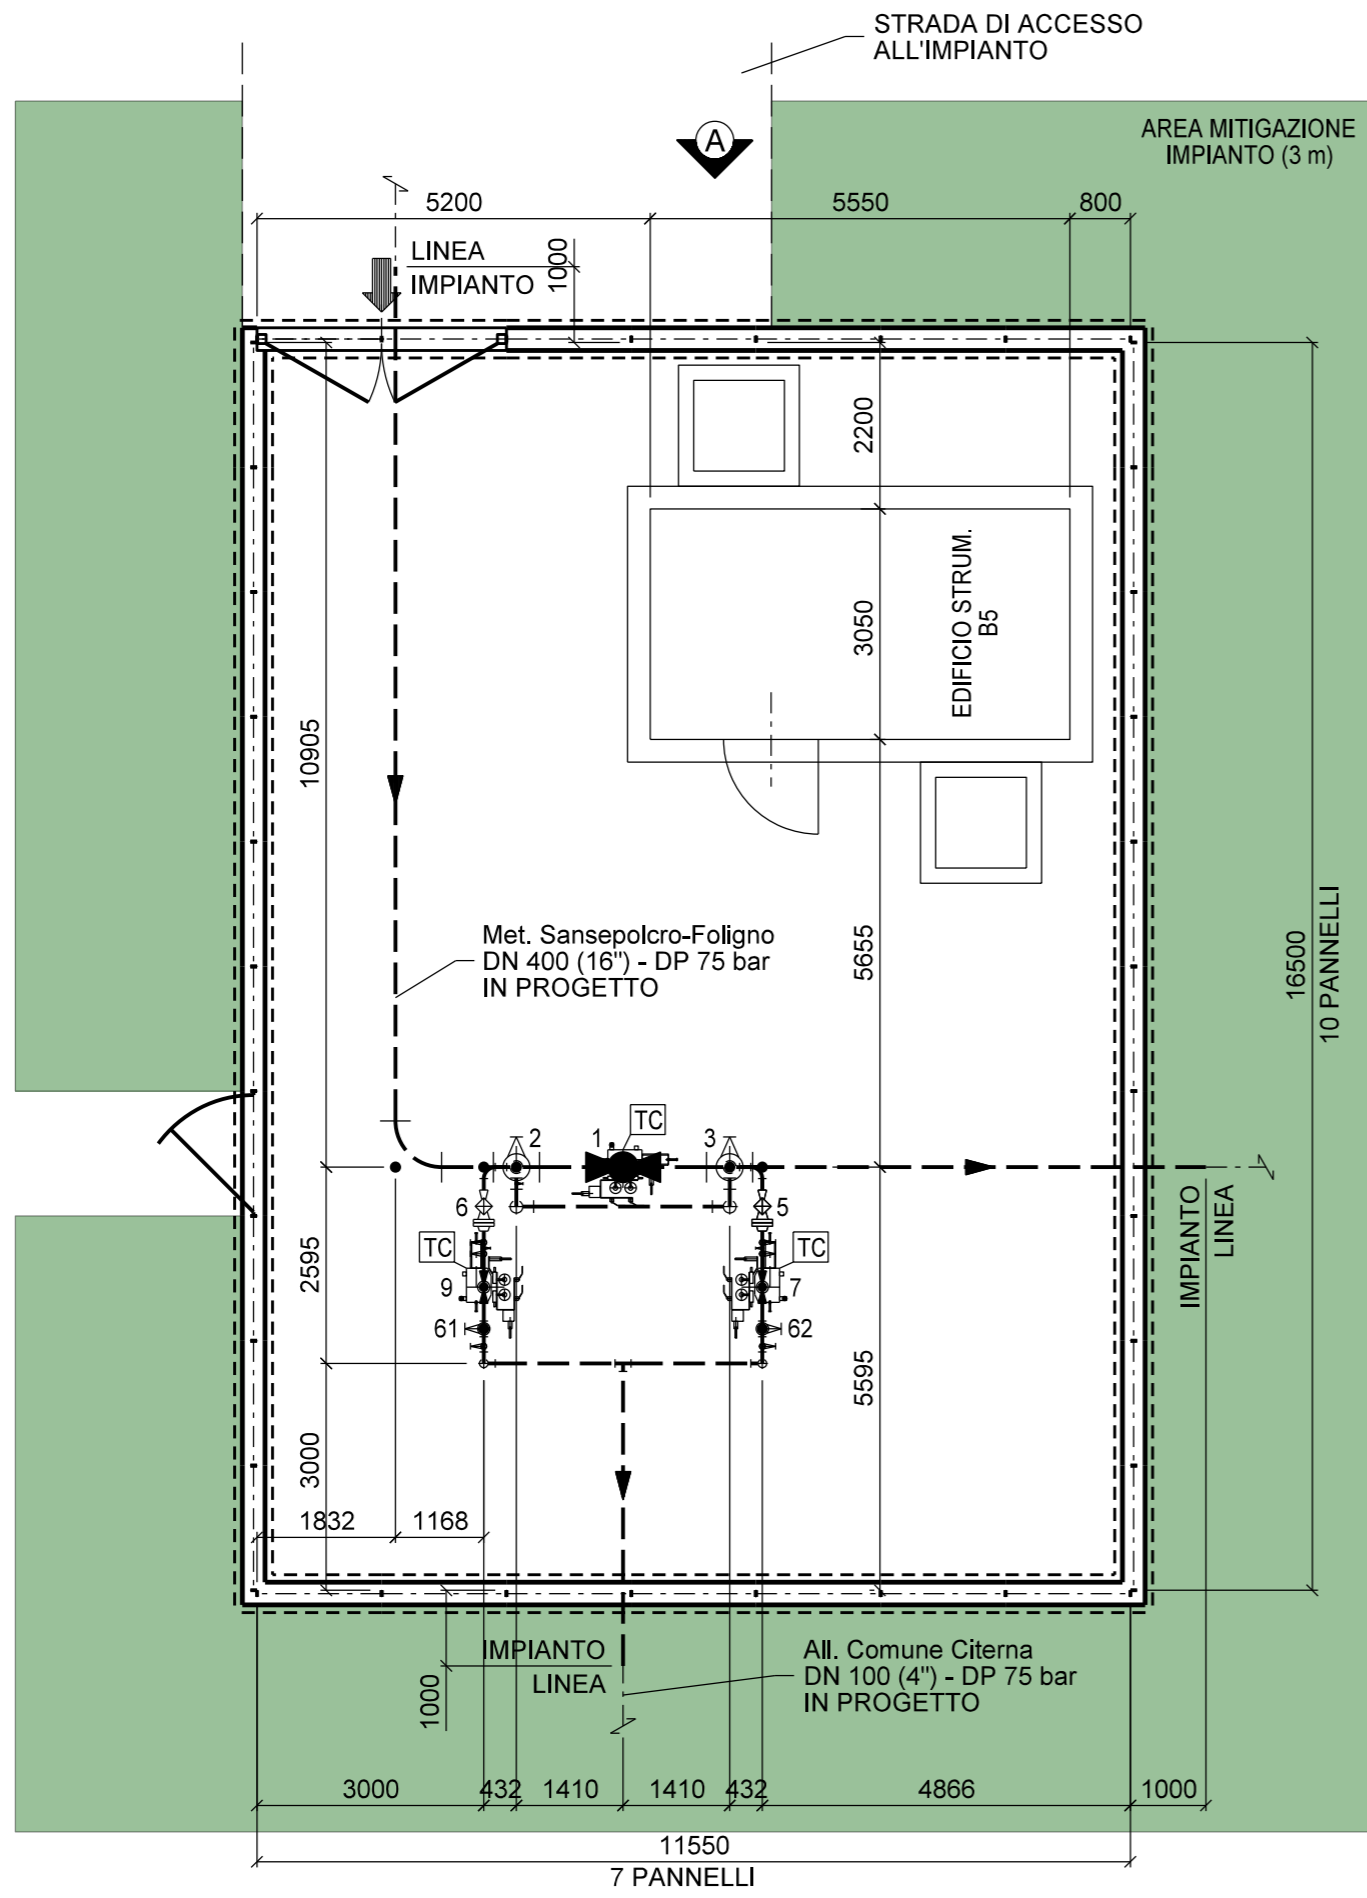 STRADA DI ACCESSO
ALL'IMPIANTO
A
AREA MITIGAZIONE
IMPIANTO (3 m)
5200
5550
800
LINEA
IMPIANTO
1000
2200
EDIFICIO STRUM.
B5
3050
10905
Met. Sansepolcro-Foligno
DN 400 (16") - DP 75 bar
IN PROGETTO
5655
16500
10 PANNELLI
2
1
TC
3
6
5
TC
TC
9
7
61
62
2595
IMPIANTO
LINEA
5595
3000
1832
1168
IMPIANTO
LINEA
1000
All. Comune Citerna
DN 100 (4") - DP 75 bar
IN PROGETTO
3000
432
1410
1410
432
4866
1000
11550
7 PANNELLI